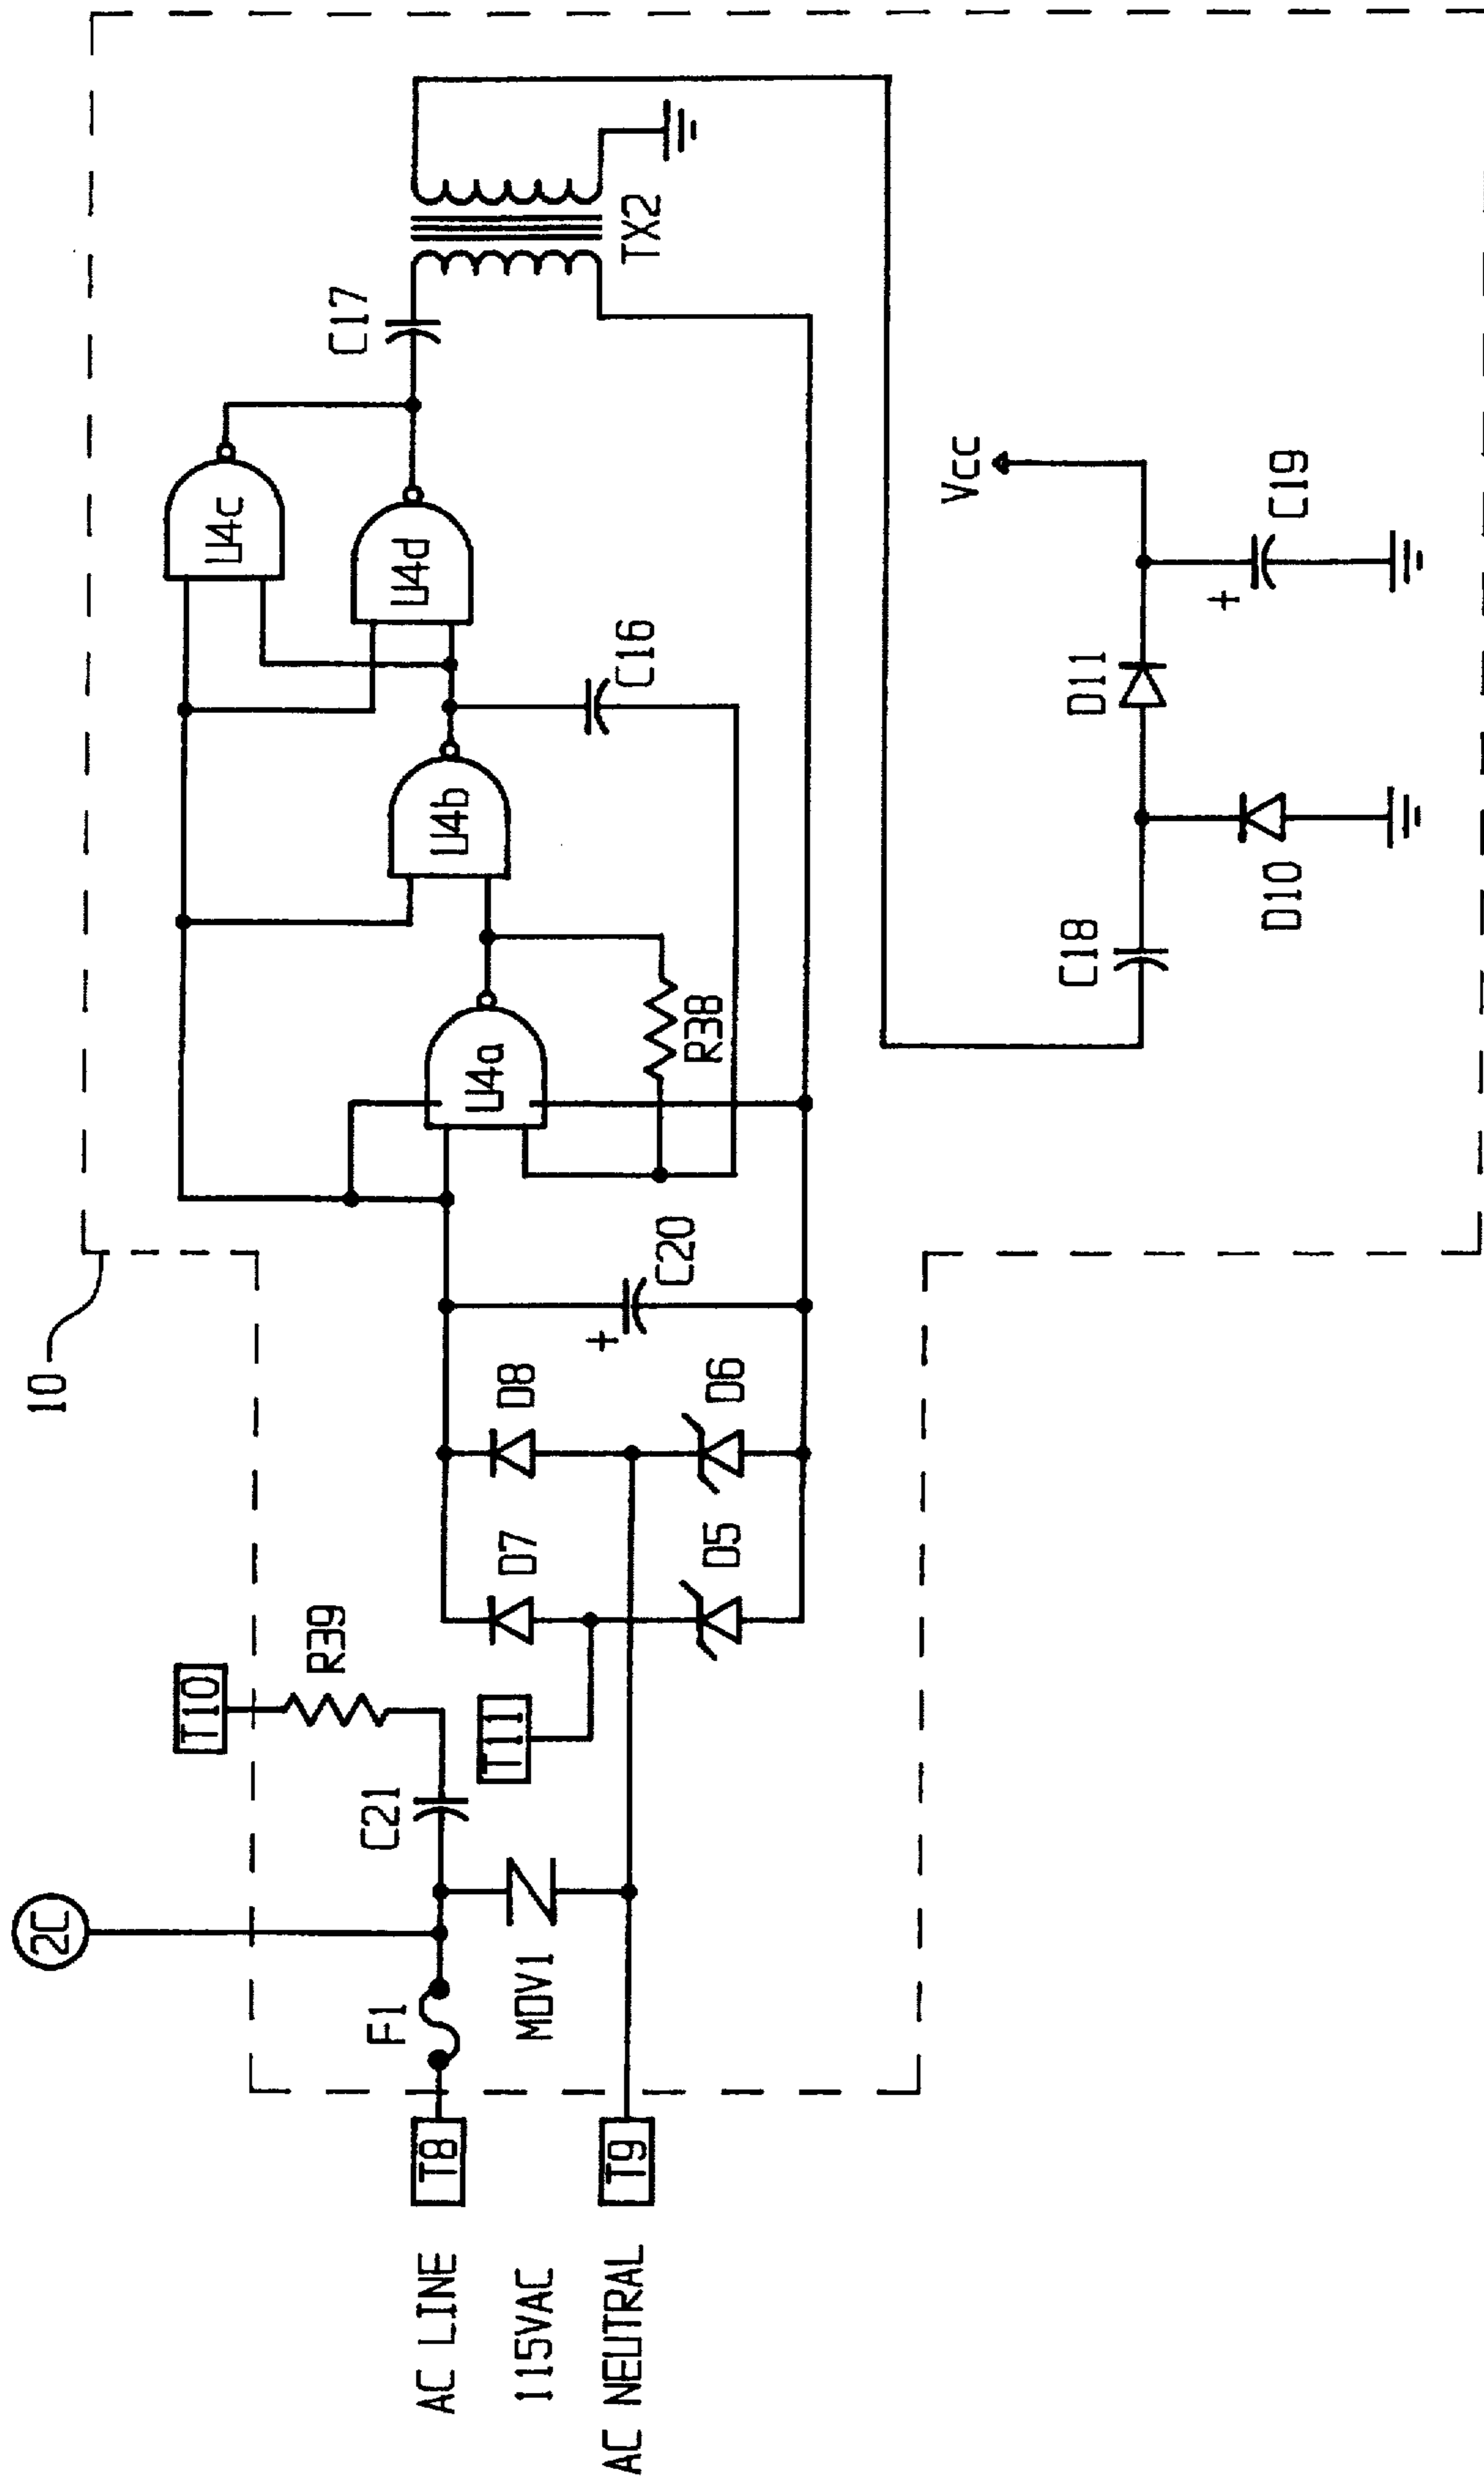 10
2C
T10
R39
F1
C21
T8
AC LINE
MOV1
T11
115VAC
T9
AC NEUTRAL
D7
D8
D5
D6
C20
+
U4a
R38
U4b
U4c
U4d
C16
C17
TX2
C18
D10
D11
Vcc
C19
+